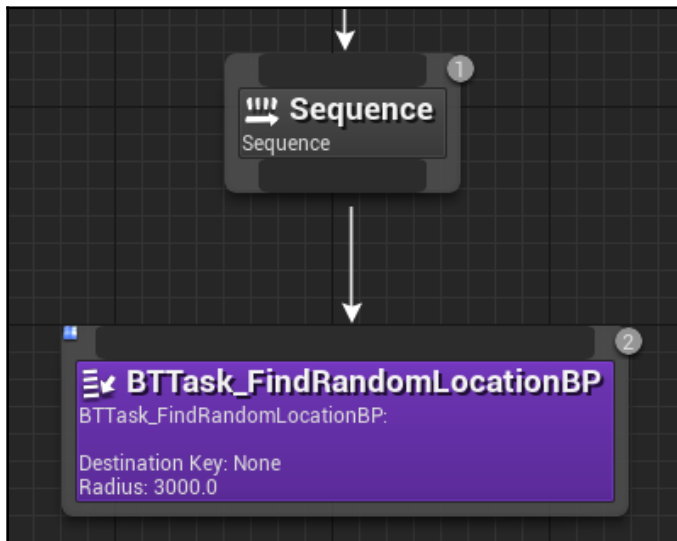 1
Sequence
Sequence
2
BTTask_FindRandomLocationBP
BTTask_FindRandomLocationBP:
Destination Key: None
Radius: 3000.0